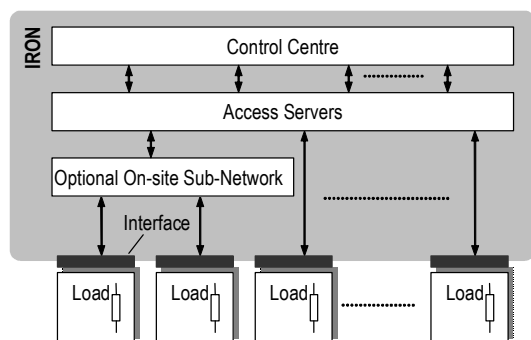 IRON
Control Centre
Access Servers
Optional On-site Sub-Network
Interface
Load
Load
Load
Load